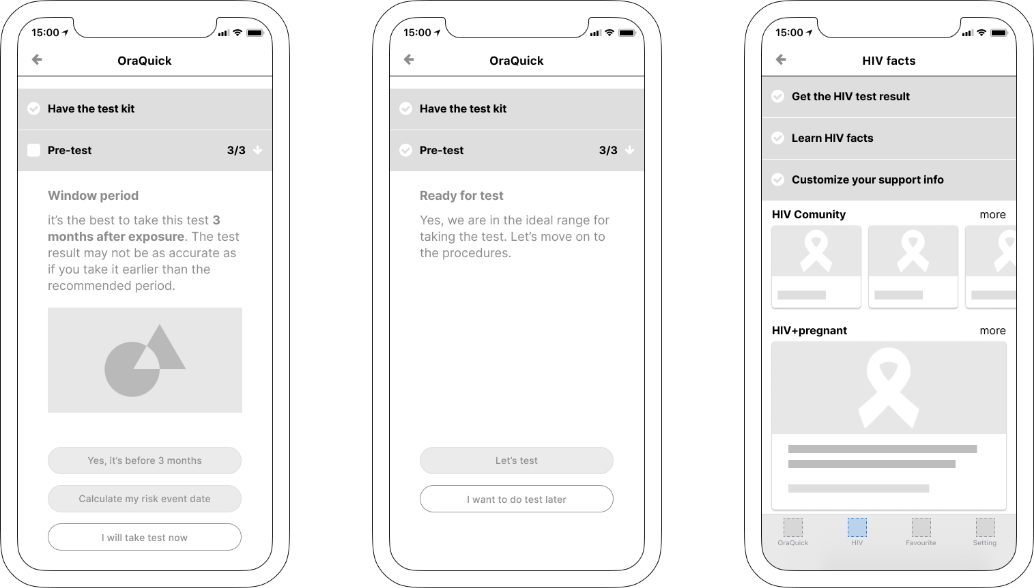 15:00
OraQuick
Have the test kit
Pre-test 3/3
Window period
it's the best to take this test 3
months after exposure. The test
result may not be as accurate as
if you take it earlier than the
recommended period.
Yes, it's before 3 months
Calculate my risk event date
I will take test now
15:00
OraQuick
Have the test kit
Pre-test 3/3
Ready for test
Yes, we are in the ideal range for
taking the test. Let's move on to
the procedures.
Let's test
I want to do test later
15:00
HIV facts
Get the HIV test result
Learn HIV facts
Customize your support info
HIV Comunity more
HIV+pregnant more
OraQuick HIV Favourite Setting